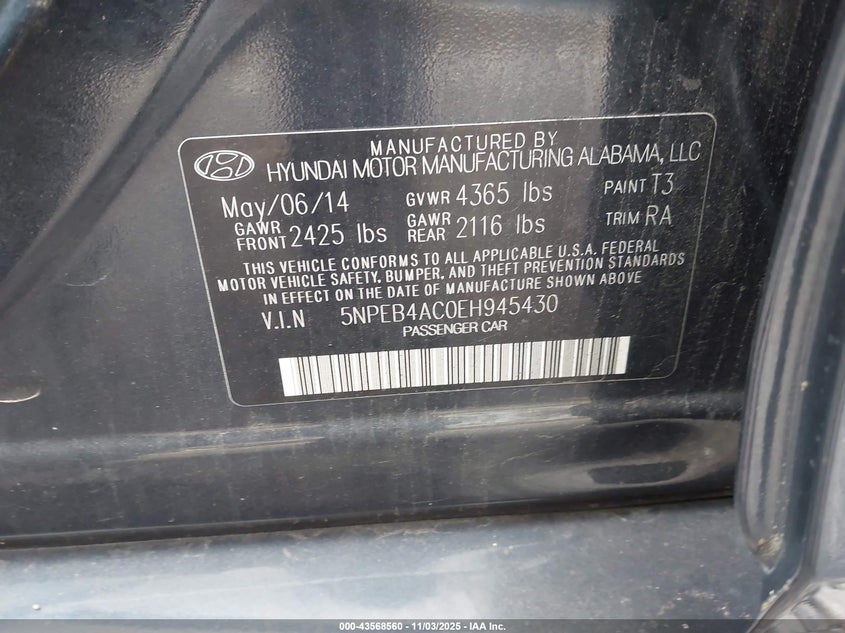 MANUFACTURED BY
HYUNDAI MOTOR MANUFACTURING ALABAMA, LLC
May/06/14 GVWR 4365 lbs PAINT T3
GAWR FRONT 2425 lbs GAWR REAR 2116 lbs TRIM RA
THIS VEHICLE CONFORMS TO ALL APPLICABLE U.S.A. FEDERAL
MOTOR VEHICLE SAFETY, BUMPER, AND THEFT PREVENTION STANDARDS
IN EFFECT ON THE DATE OF MANUFACTURE SHOWN ABOVE
V.I.N 5NPEB4AC0EH945430
PASSENGER CAR
000-43568560 - 11/03/2025 - IAA Inc.